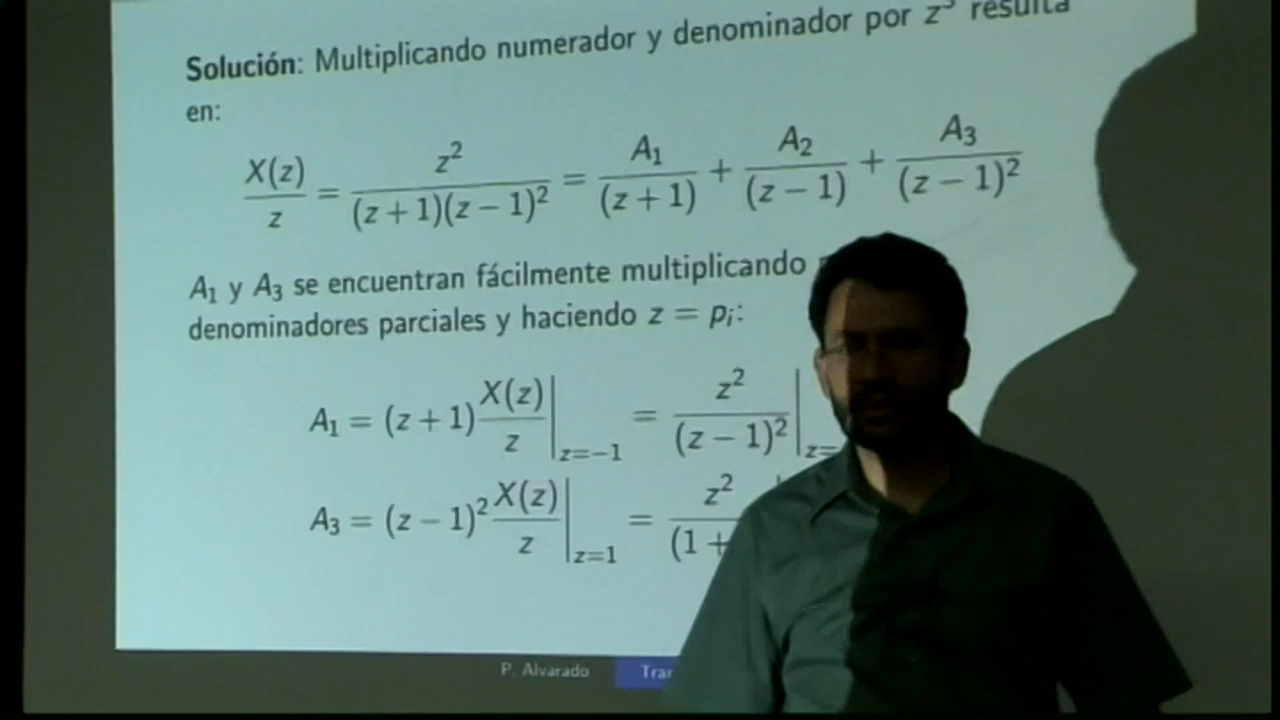 Solución: Multiplicando numerador y denominador por z³ resulta
en:
X(z)/z = z²/((z + 1)(z − 1)²) = A₁/(z + 1) + A₂/(z − 1) + A₃/(z − 1)²
A₁ y A₃ se encuentran fácilmente multiplicando
denominadores parciales y haciendo z = pᵢ:
A₁ = (z + 1) X(z)/z |z=−1 = z²/(z − 1)² |z=
A₃ = (z − 1)² X(z)/z |z=1 = z²/(1 +
P. Alvarado